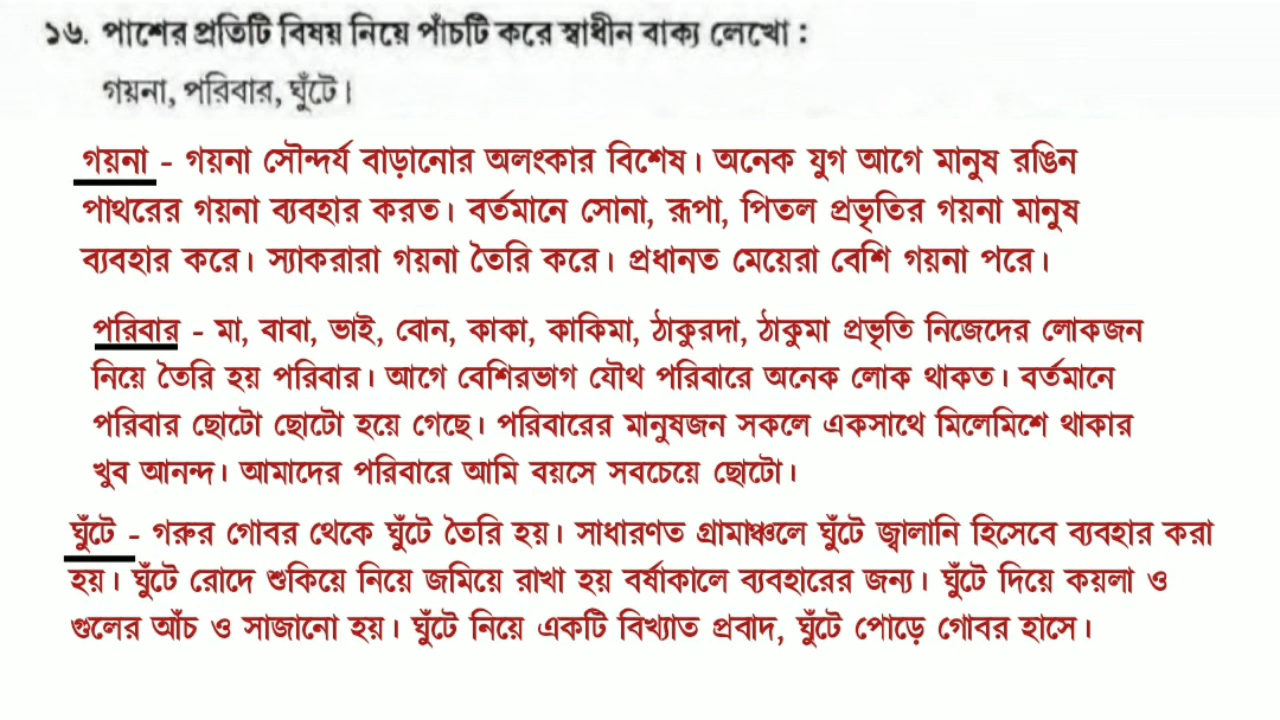 ১৬. পাশের প্রতিটি বিষয় নিয়ে পাঁচটি করে স্বাধীন বাক্য লেখো :
গয়না, পরিবার, ঘুঁটে।
গয়না - গয়না সৌন্দর্য বাড়ানোর অলংকার বিশেষ। অনেক যুগ আগে মানুষ রঙিন
পাথরের গয়না ব্যবহার করত। বর্তমানে সোনা, রূপা, পিতল প্রভৃতির গয়না মানুষ
ব্যবহার করে। স্যাকরারা গয়না তৈরি করে। প্রধানত মেয়েরা বেশি গয়না পরে।
পরিবার - মা, বাবা, ভাই, বোন, কাকা, কাকিমা, ঠাকুরদা, ঠাকুমা প্রভৃতি নিজেদের লোকজন
নিয়ে তৈরি হয় পরিবার। আগে বেশিরভাগ যৌথ পরিবারে অনেক লোক থাকত। বর্তমানে
পরিবার ছোটো ছোটো হয়ে গেছে। পরিবারের মানুষজন সকলে একসাথে মিলেমিশে থাকার
খুব আনন্দ। আমাদের পরিবারে আমি বয়সে সবচেয়ে ছোটো।
ঘুঁটে - গরুর গোবর থেকে ঘুঁটে তৈরি হয়। সাধারণত গ্রামাঞ্চলে ঘুঁটে জ্বালানি হিসেবে ব্যবহার করা
হয়। ঘুঁটে রোদে শুকিয়ে নিয়ে জমিয়ে রাখা হয় বর্ষাকালে ব্যবহারের জন্য। ঘুঁটে দিয়ে কয়লা ও
গুলের আঁচ ও সাজানো হয়। ঘুঁটে নিয়ে একটি বিখ্যাত প্রবাদ, ঘুঁটে পোড়ে গোবর হাসে।